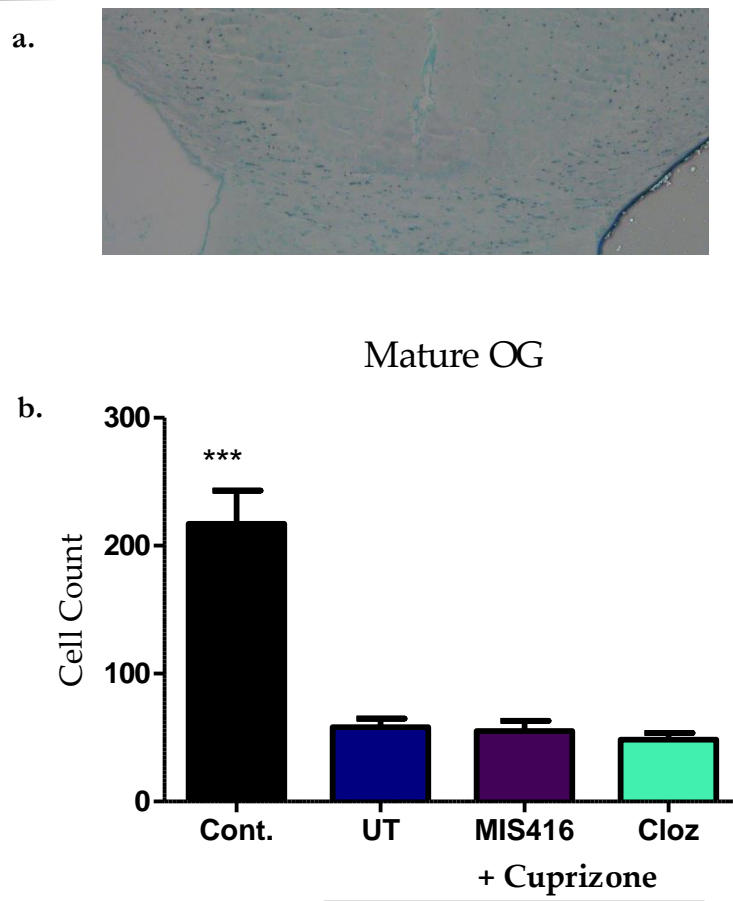 a.
Mature OG
b.
300
***
200
Cell Count
100
0
Cont. UT MIS416 Cloz
+ Cuprizone